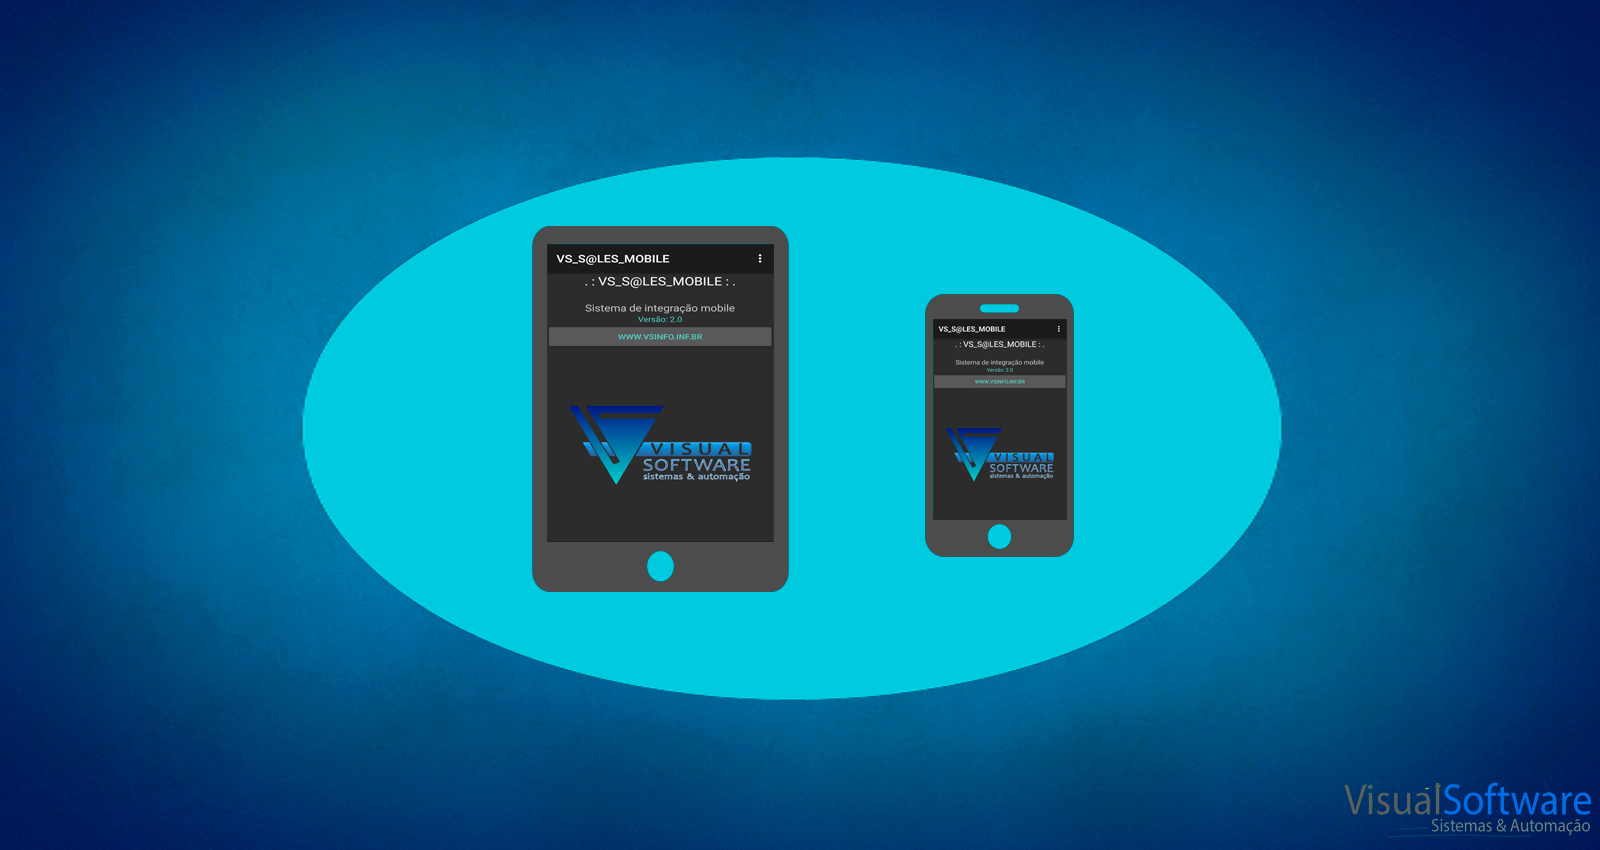 VS_S@LES_MOBILE
. : VS_S@LES_MOBILE : .
Sistema de integração mobile
Versão: 2.0
WWW.VSINFO.INF.BR
VISUAL
SOFTWARE
sistemas & automação
VS_S@LES_MOBILE
. : VS_S@LES_MOBILE : .
Sistema de integração mobile
Versão: 2.0
WWW.VSINFO.INF.BR
VISUAL
SOFTWARE
sistemas & automação
VisualSoftware
Sistemas & Automação